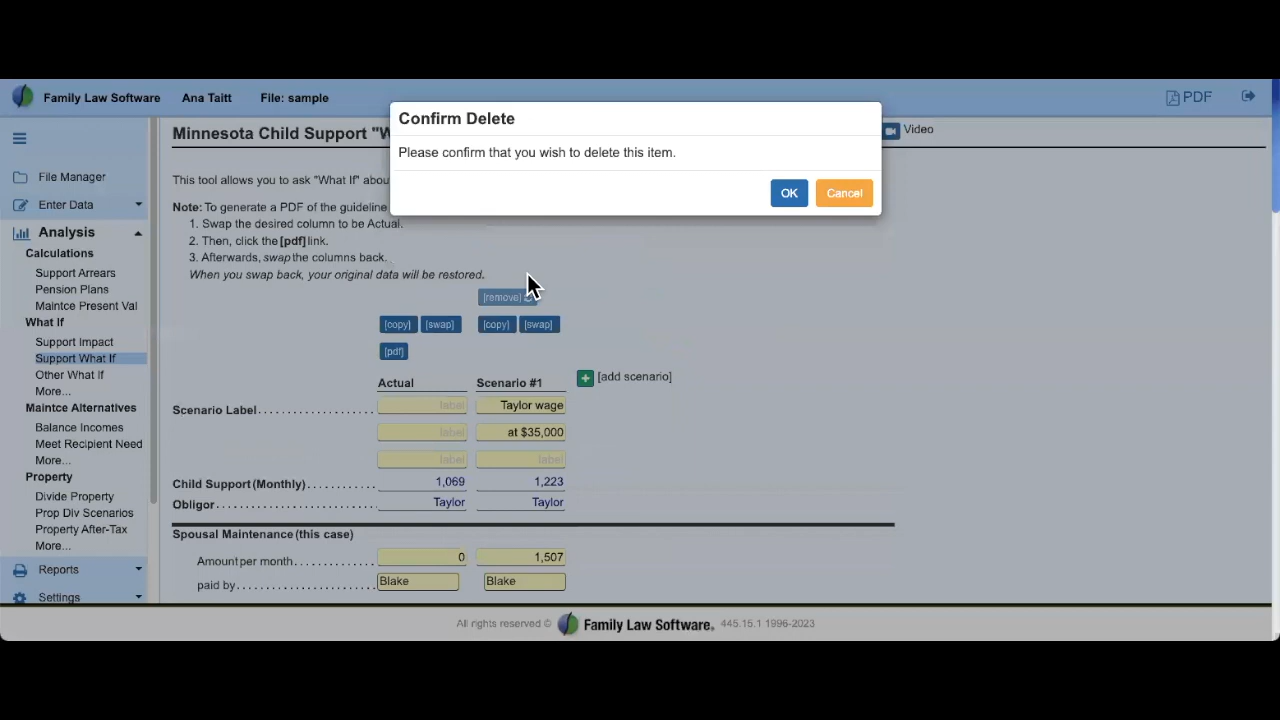 Family Law Software Ana Taitt File: sample PDF
Confirm Delete
Please confirm that you wish to delete this item.
OK Cancel
Minnesota Child Support "W
Video
This tool allows you to ask "What If" abou
Note: To generate a PDF of the guideline
1. Swap the desired column to be Actual.
2. Then, click the [pdf] link.
3. Afterwards, swap the columns back.
When you swap back, your original data will be restored.
File Manager
Enter Data
Analysis
Calculations
Support Arrears
Pension Plans
Maintce Present Val
What If
Support Impact
Support What If
Other What If
More...
Maintce Alternatives
Balance Incomes
Meet Recipient Need
More...
Property
Divide Property
Prop Div Scenarios
Property After-Tax
More...
Reports
Settings
[remove]
[copy] [swap] [copy] [swap]
[pdf]
Actual Scenario #1 [add scenario]
Scenario Label label Taylor wage
label at $35,000
label label
Child Support (Monthly) 1,069 1,223
Obligor Taylor Taylor
Spousal Maintenance (this case)
Amount per month 0 1,507
paid by Blake Blake
All rights reserved © Family Law Software® 445.15.1 1996-2023